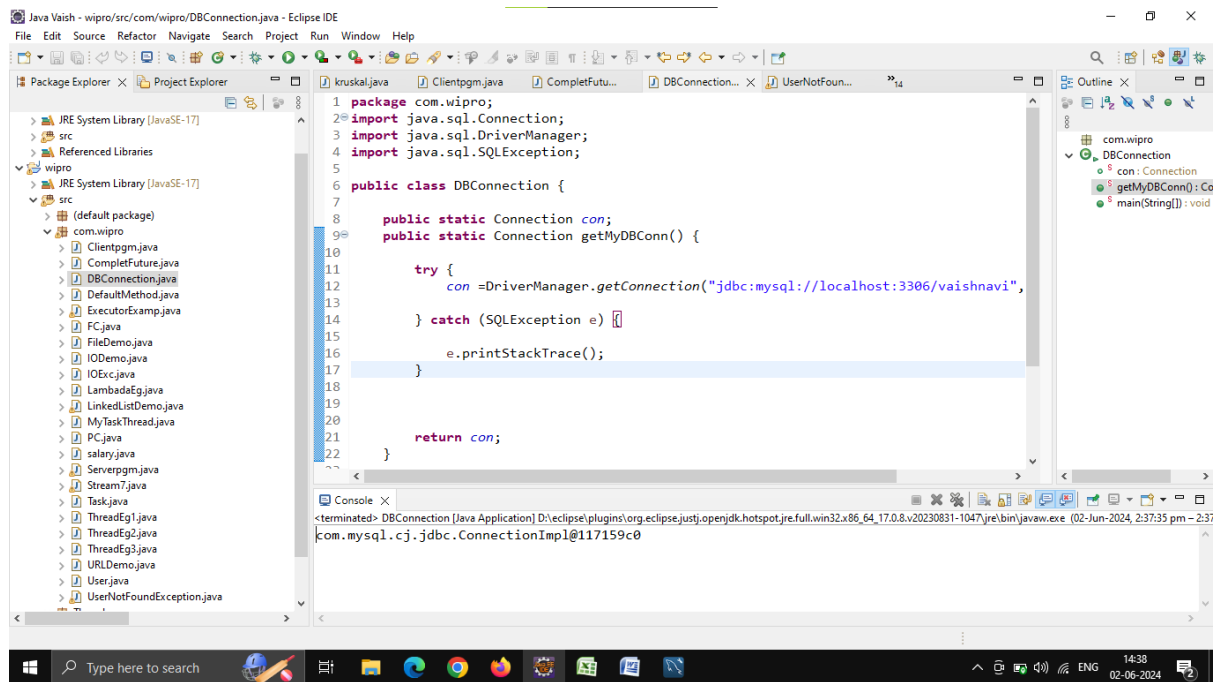 Java Vaish - wipro/src/com/wipro/DBConnection.java - Eclipse IDE
File Edit Source Refactor Navigate Search Project Run Window Help
Package Explorer
Project Explorer
JRE System Library [JavaSE-17]
src
Referenced Libraries
wipro
JRE System Library [JavaSE-17]
src
(default package)
com.wipro
Clientpgm.java
CompletFuture.java
DBConnection.java
DefaultMethod.java
ExecutorExamp.java
FC.java
FileDemo.java
IODemo.java
IOExc.java
LambadaEg.java
LinkedListDemo.java
MyTaskThread.java
PC.java
salary.java
Serverpgm.java
Stream7.java
Task.java
ThreadEg1.java
ThreadEg2.java
ThreadEg3.java
URLDemo.java
User.java
UserNotFoundException.java
kruskal.java Clientpgm.java CompletFutu... DBConnection... UserNotFoun... »14
1 package com.wipro;
2 import java.sql.Connection;
3 import java.sql.DriverManager;
4 import java.sql.SQLException;
5
6 public class DBConnection {
7
8 public static Connection con;
9 public static Connection getMyDBConn() {
10
11 try {
12 con =DriverManager.getConnection("jdbc:mysql://localhost:3306/vaishnavi",
13
14 } catch (SQLException e) {
15
16 e.printStackTrace();
17 }
18
19
20
21 return con;
22 }
Outline
com.wipro
DBConnection
S con : Connection
S getMyDBConn() : Co
S main(String[]) : void
Console
<terminated> DBConnection [Java Application] D:\eclipse\plugins\org.eclipse.justj.openjdk.hotspot.jre.full.win32.x86_64_17.0.8.v20230831-1047\jre\bin\javaw.exe (02-Jun-2024, 2:37:35 pm – 2:37
com.mysql.cj.jdbc.ConnectionImpl@117159c0
Type here to search
ENG
14:38
02-06-2024
2